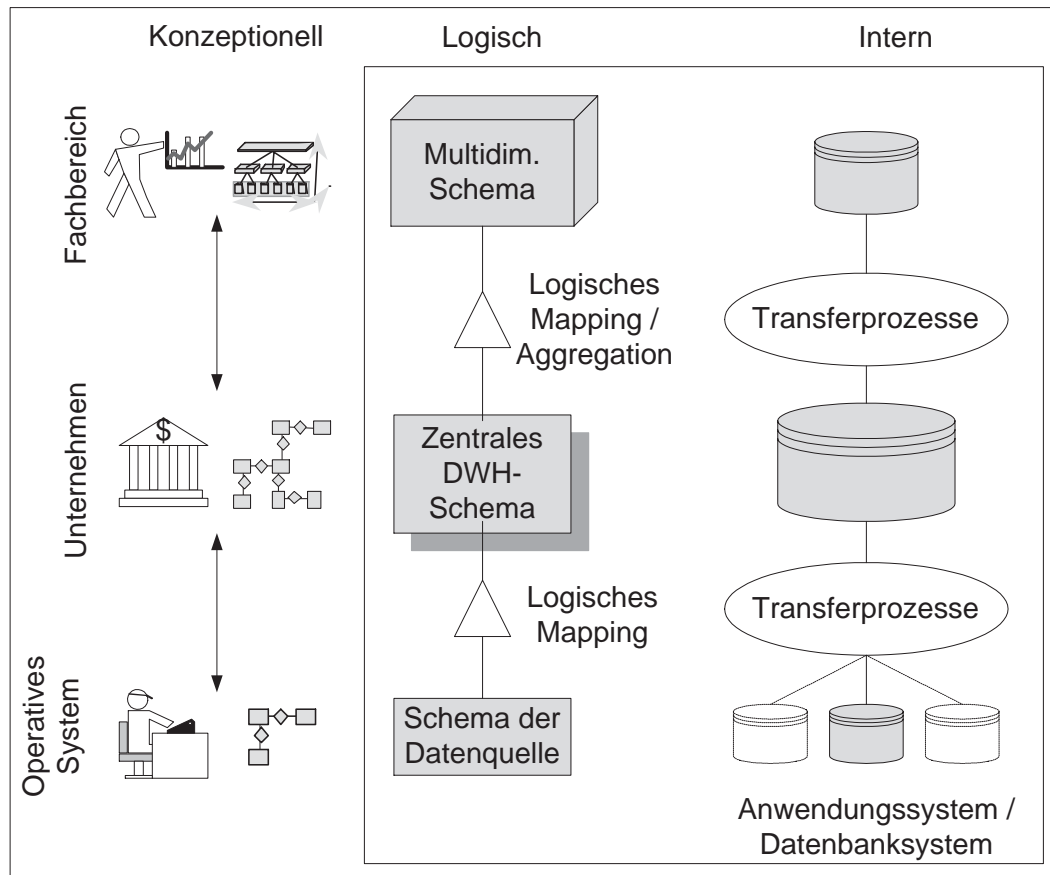 Konzeptionell
Logisch
Intern
Fachbereich
Multidim.
Schema
Logisches
Mapping /
Aggregation
Transferprozesse
Unternehmen
$
Zentrales
DWH-
Schema
Logisches
Mapping
Transferprozesse
Operatives
System
Schema der
Datenquelle
Anwendungssystem /
Datenbanksystem